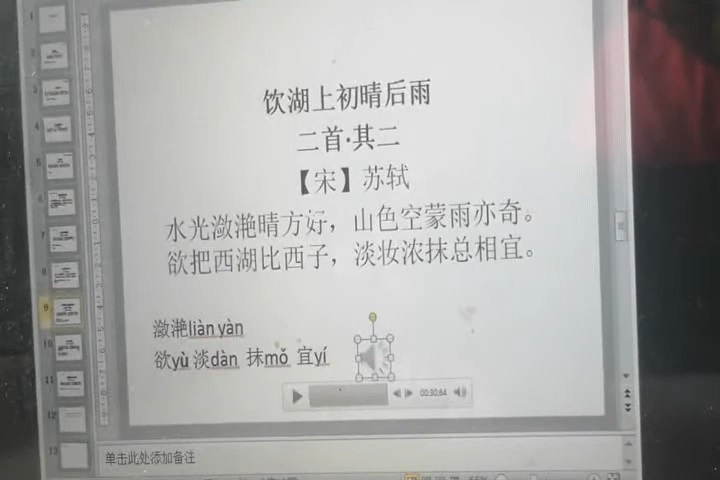 饮湖上初晴后雨
二首·其二
【宋】苏轼
水光潋滟晴方好，山色空蒙雨亦奇。
欲把西湖比西子，淡妆浓抹总相宜。
潋滟liàn yàn
欲yù 淡dàn 抹mǒ 宜yí
00:30.64
单击此处添加备注